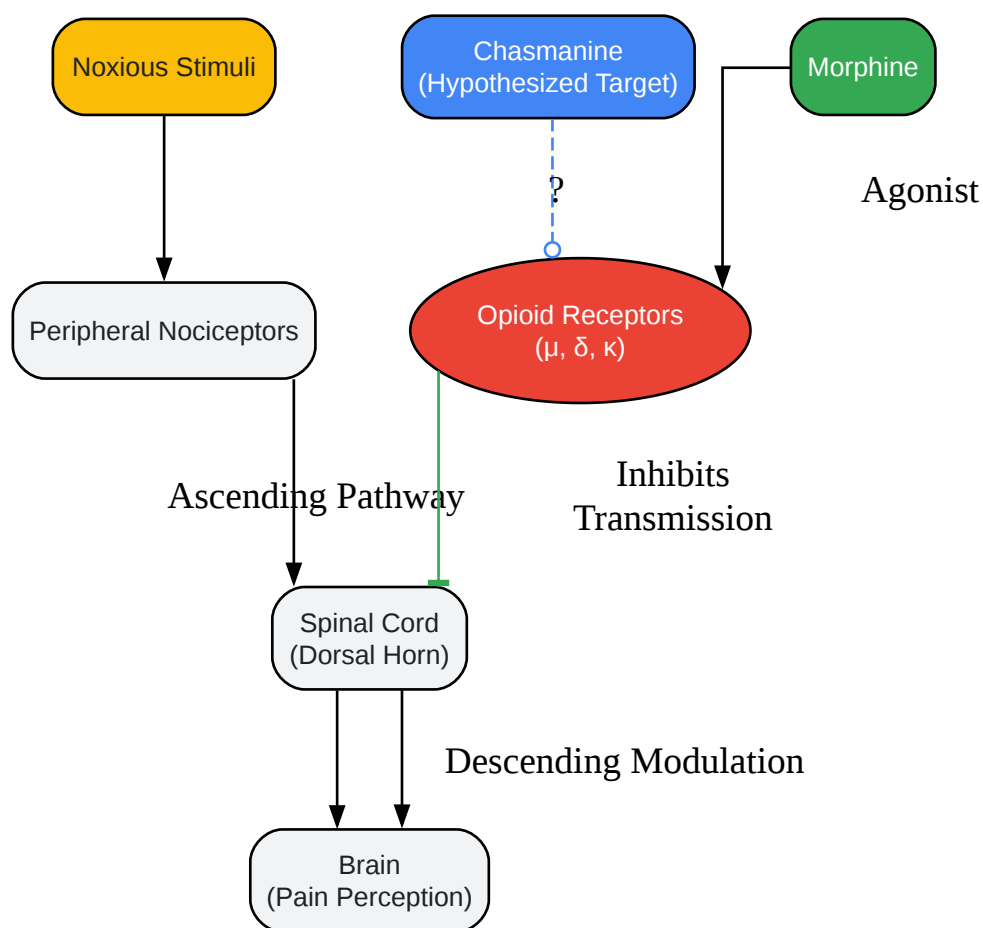 Noxious Stimuli
Chasmanine
(Hypothesized Target)
Morphine
?
Agonist
Peripheral Nociceptors
Opioid Receptors
(μ, δ, κ)
Ascending Pathway
Inhibits
Transmission
Spinal Cord
(Dorsal Horn)
Descending Modulation
Brain
(Pain Perception)